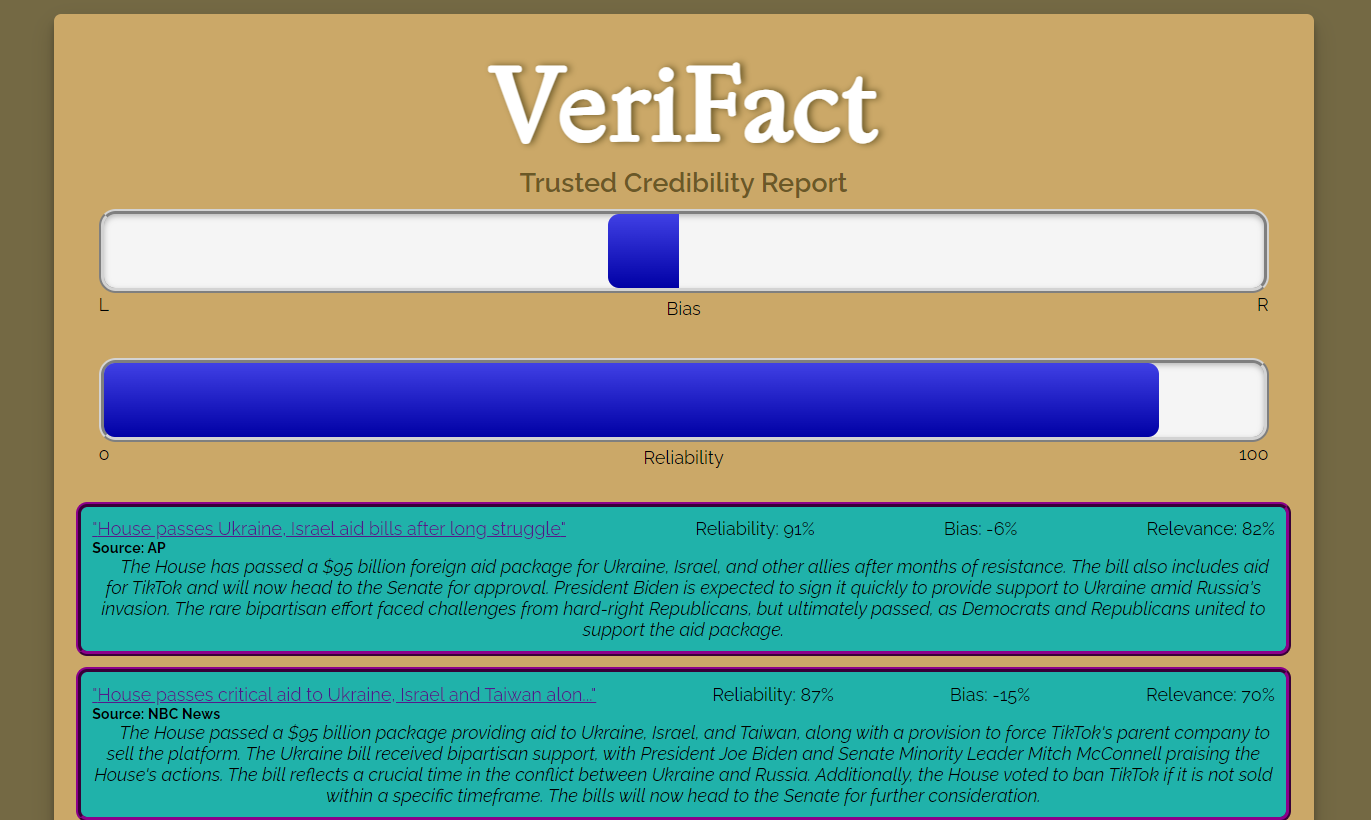 VeriFact
Trusted Credibility Report
L Bias R
0 Reliability 100
"House passes Ukraine, Israel aid bills after long struggle" Reliability: 91% Bias: -6% Relevance: 82%
Source: AP
The House has passed a $95 billion foreign aid package for Ukraine, Israel, and other allies after months of resistance. The bill also includes aid
for TikTok and will now head to the Senate for approval. President Biden is expected to sign it quickly to provide support to Ukraine amid Russia's
invasion. The rare bipartisan effort faced challenges from hard-right Republicans, but ultimately passed, as Democrats and Republicans united to
support the aid package.
"House passes critical aid to Ukraine, Israel and Taiwan alon..." Reliability: 87% Bias: -15% Relevance: 70%
Source: NBC News
The House passed a $95 billion package providing aid to Ukraine, Israel, and Taiwan, along with a provision to force TikTok's parent company to
sell the platform. The Ukraine bill received bipartisan support, with President Joe Biden and Senate Minority Leader Mitch McConnell praising the
House's actions. The bill reflects a crucial time in the conflict between Ukraine and Russia. Additionally, the House voted to ban TikTok if it is not sold
within a specific timeframe. The bills will now head to the Senate for further consideration.